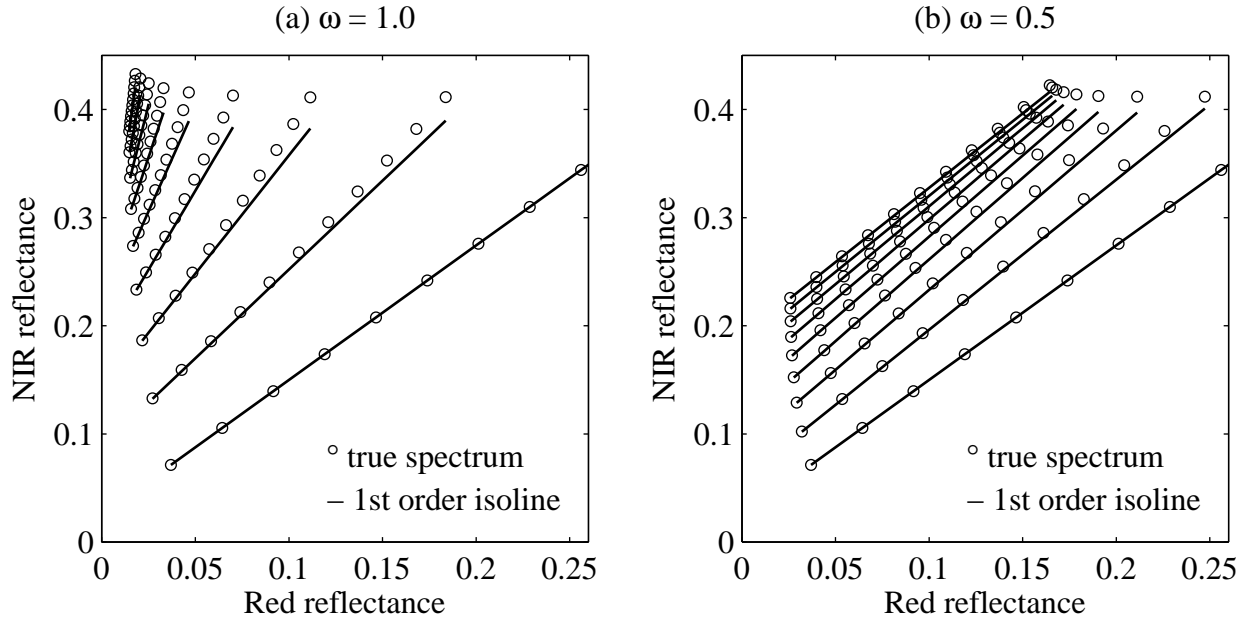 (a) ω = 1.0
NIR reflectance
0.4
0.3
0.2
0.1
0
0 0.05 0.1 0.15 0.2 0.25
Red reflectance
○ true spectrum
– 1st order isoline
(b) ω = 0.5
NIR reflectance
0.4
0.3
0.2
0.1
0
0 0.05 0.1 0.15 0.2 0.25
Red reflectance
○ true spectrum
– 1st order isoline